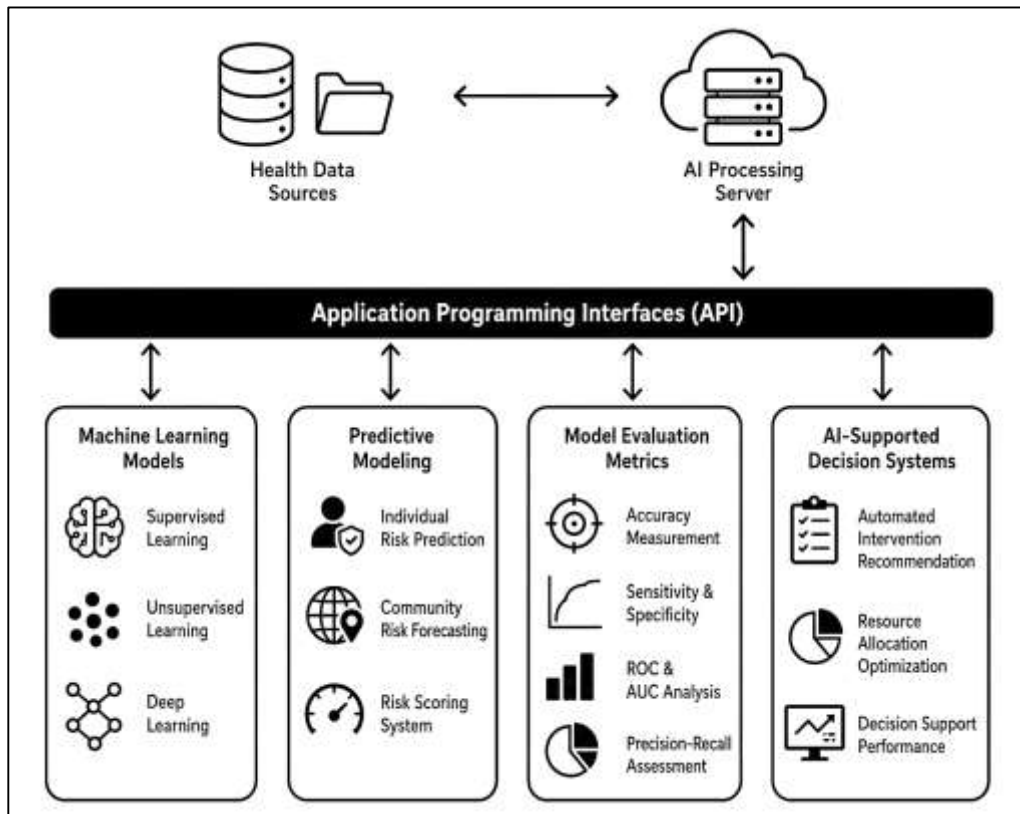 Health Data
Sources
AI Processing
Server
Application Programming Interfaces (API)
Machine Learning
Models
Supervised
Learning
Unsupervised
Learning
Deep
Learning
Predictive
Modeling
Individual
Risk Prediction
Community
Risk Forecasting
Risk Scoring
System
Model Evaluation
Metrics
Accuracy
Measurement
Sensitivity &
Specificity
ROC &
AUC Analysis
Precision-Recall
Assessment
AI-Supported
Decision Systems
Automated
Intervention
Recommendation
Resource
Allocation
Optimization
Decision Support
Performance